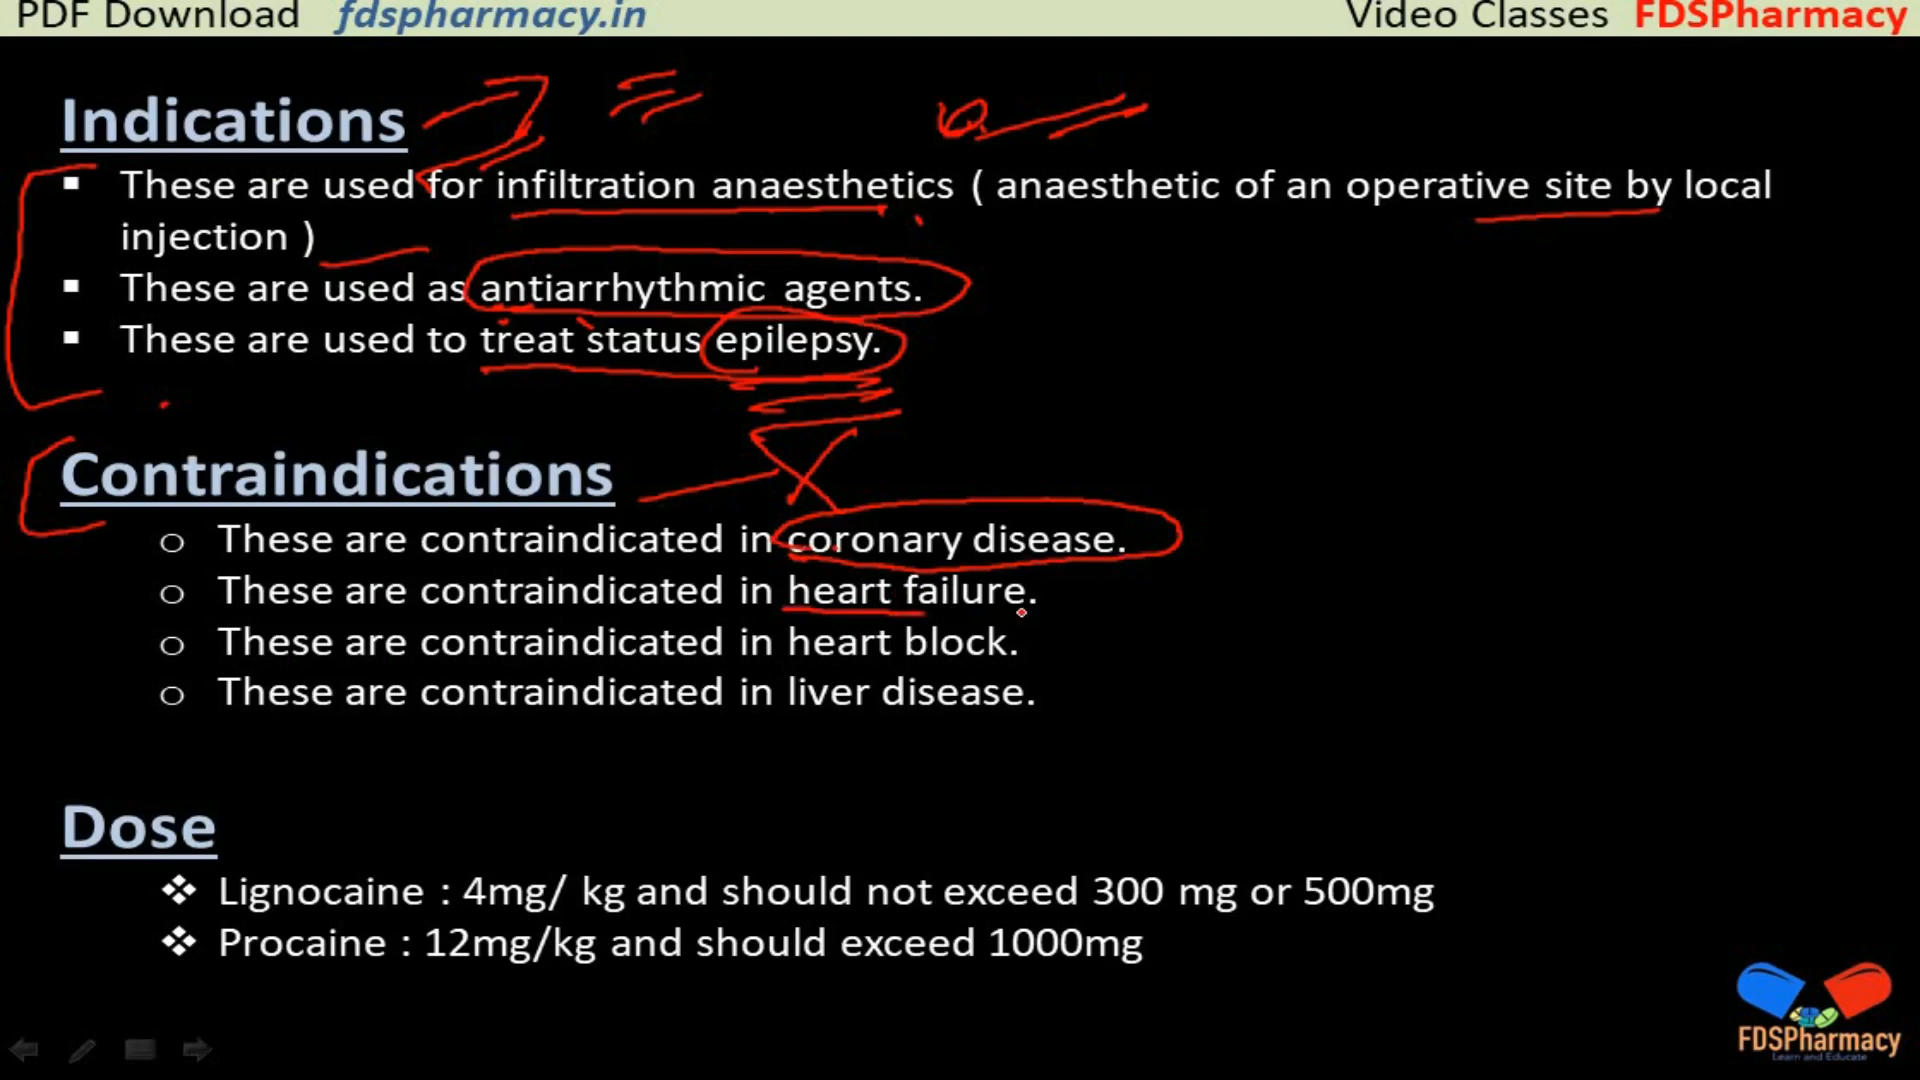 PDF Download fdspharmacy.in Video Classes FDSPharmacy
Indications
▪ These are used for infiltration anaesthetics ( anaesthetic of an operative site by local
injection )
▪ These are used as antiarrhythmic agents.
▪ These are used to treat status epilepsy.
Contraindications
o These are contraindicated in coronary disease.
o These are contraindicated in heart failure.
o These are contraindicated in heart block.
o These are contraindicated in liver disease.
Dose
❖ Lignocaine : 4mg/ kg and should not exceed 300 mg or 500mg
❖ Procaine : 12mg/kg and should exceed 1000mg
FDSPharmacy
Learn and Educate